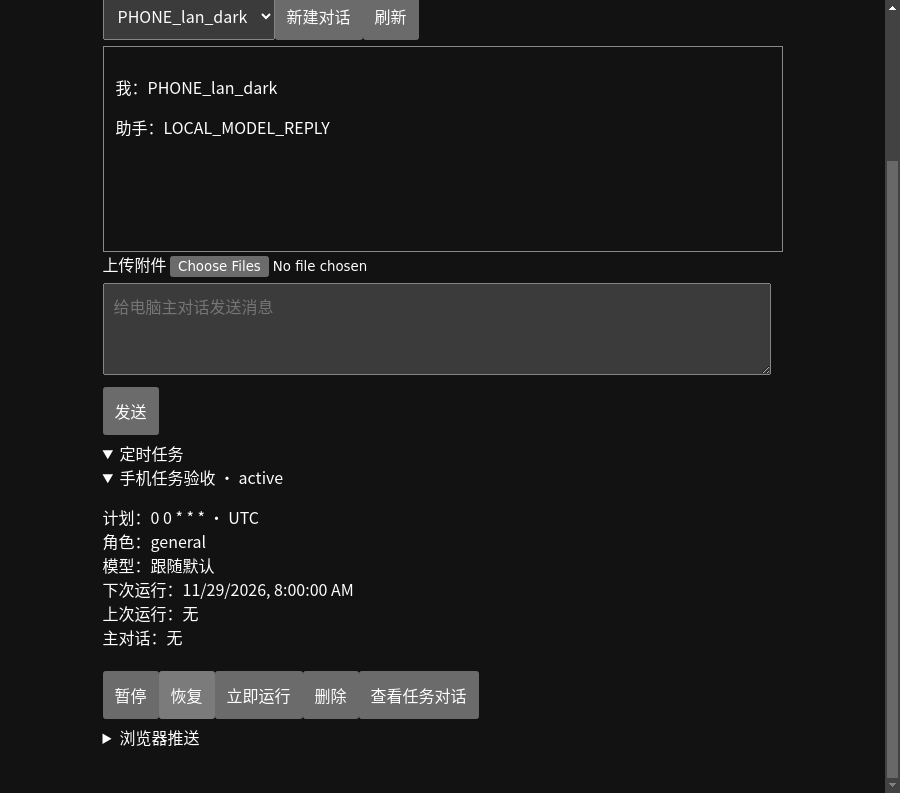 PHONE_lan_dark 新建对话 刷新
我：PHONE_lan_dark
助手：LOCAL_MODEL_REPLY
上传附件 Choose Files No file chosen
给电脑主对话发送消息
发送
▼ 定时任务
▼ 手机任务验收 · active
计划：0 0 * * * · UTC
角色：general
模型：跟随默认
下次运行：11/29/2026, 8:00:00 AM
上次运行：无
主对话：无
暂停 恢复 立即运行 删除 查看任务对话
▶ 浏览器推送